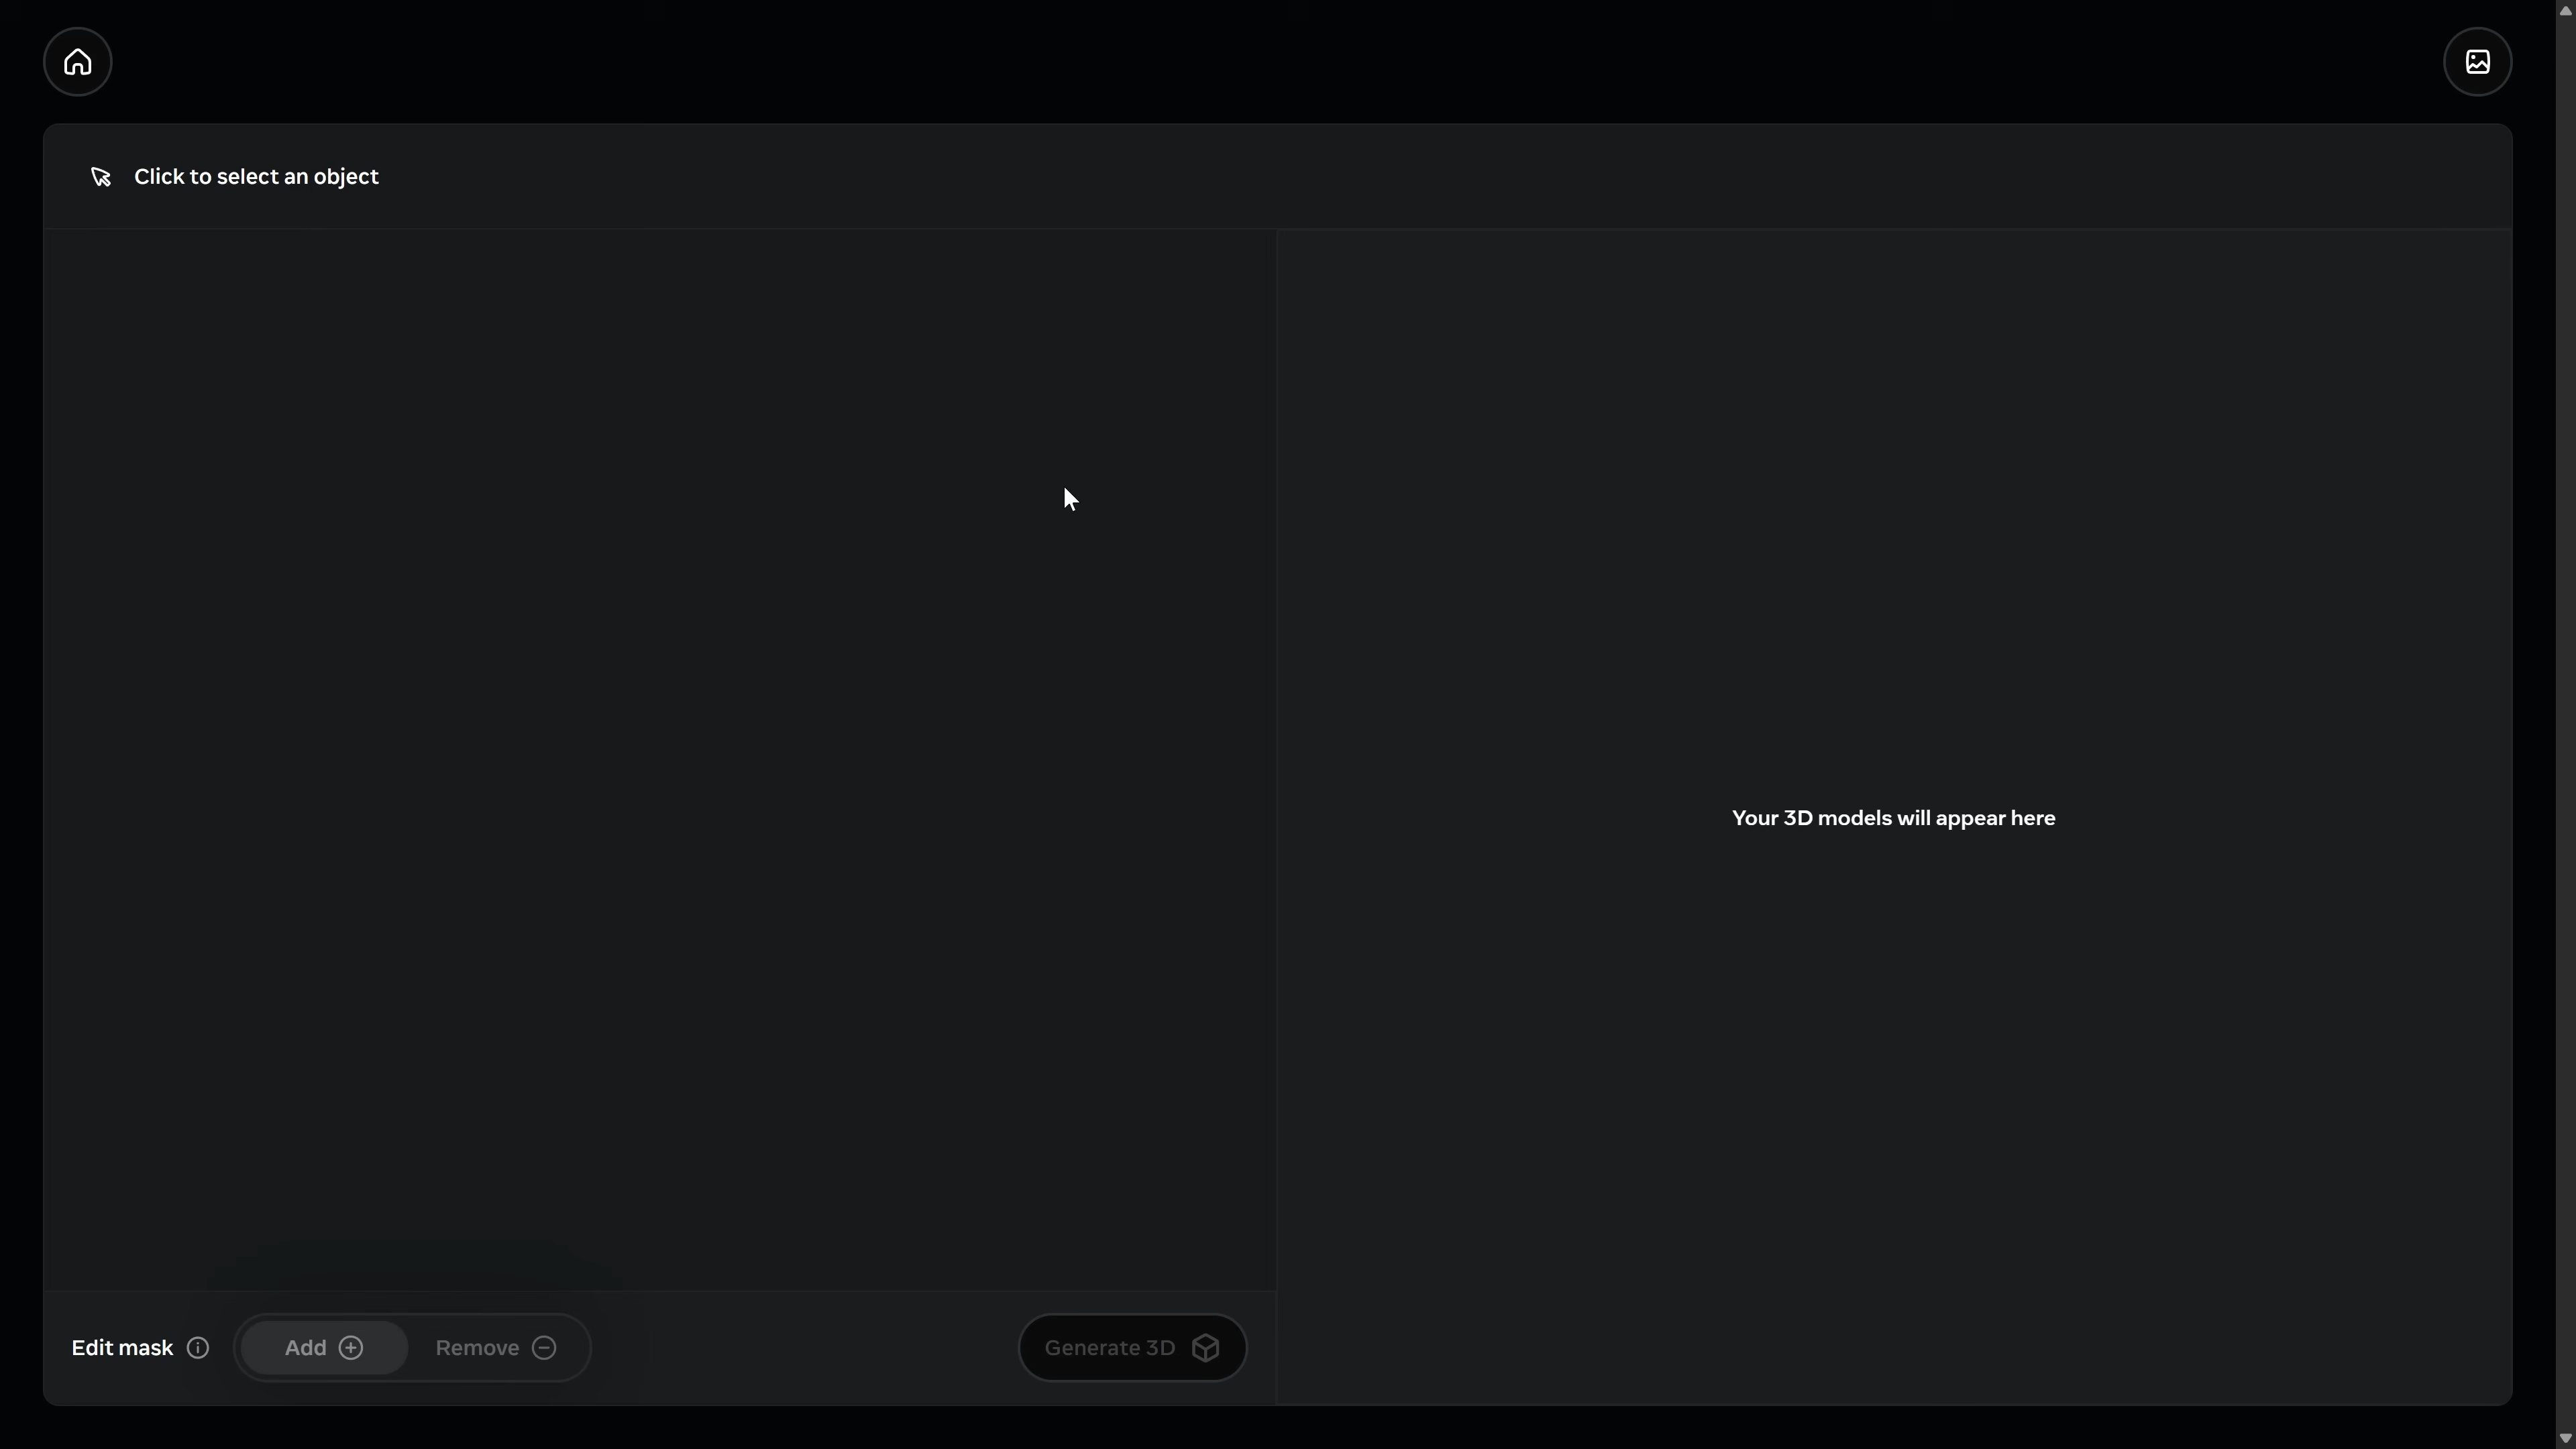 Click to select an object
Your 3D models will appear here
Edit mask
Add
Remove
Generate 3D